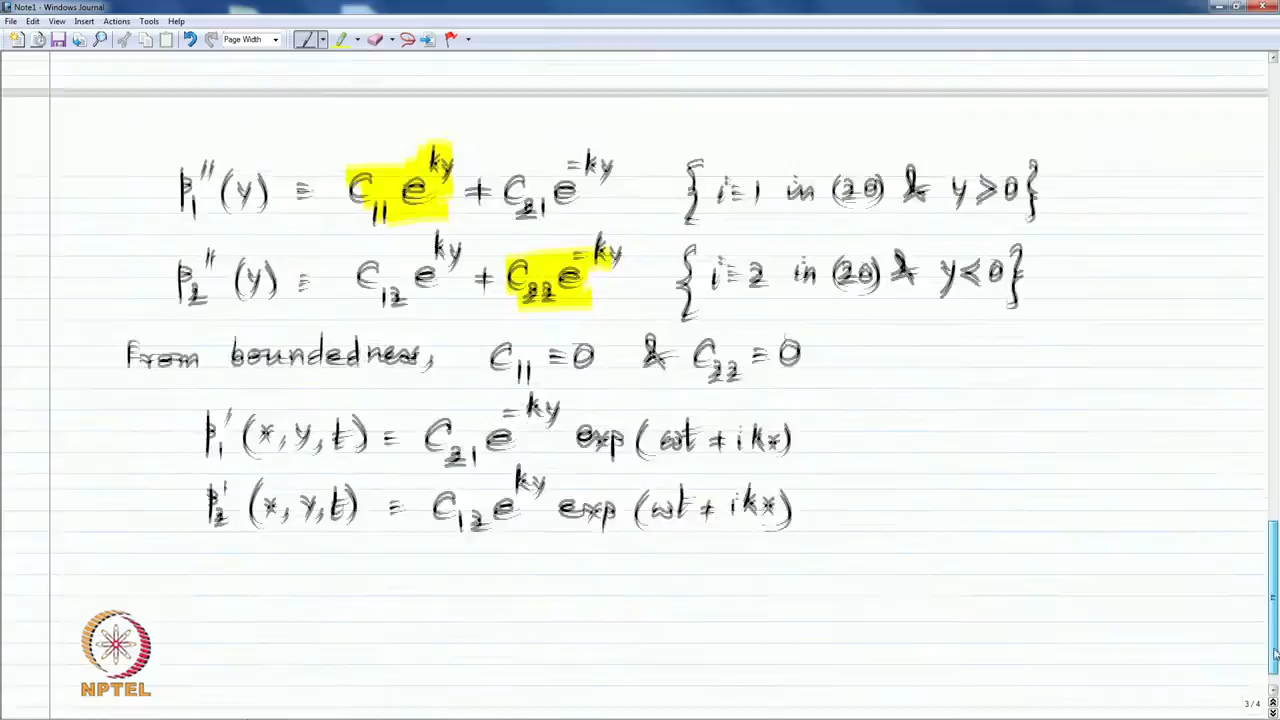 Note1 - Windows Journal
File Edit View Insert Actions Tools Help
Page Width
p₁''(y) = C₁₁ e^{ky} + C₂₁ e^{-ky} { i=1 in (20) & y>0}
p₂''(y) = C₁₂ e^{ky} + C₂₂ e^{-ky} { i=2 in (20) & y<0}
From boundedness, C₁₁ = 0 & C₂₂ = 0
p₁'(x,y,t) = C₂₁ e^{-ky} exp(ωt + ikx)
p₂'(x,y,t) = C₁₂ e^{ky} exp(ωt + ikx)
NPTEL
3 / 4